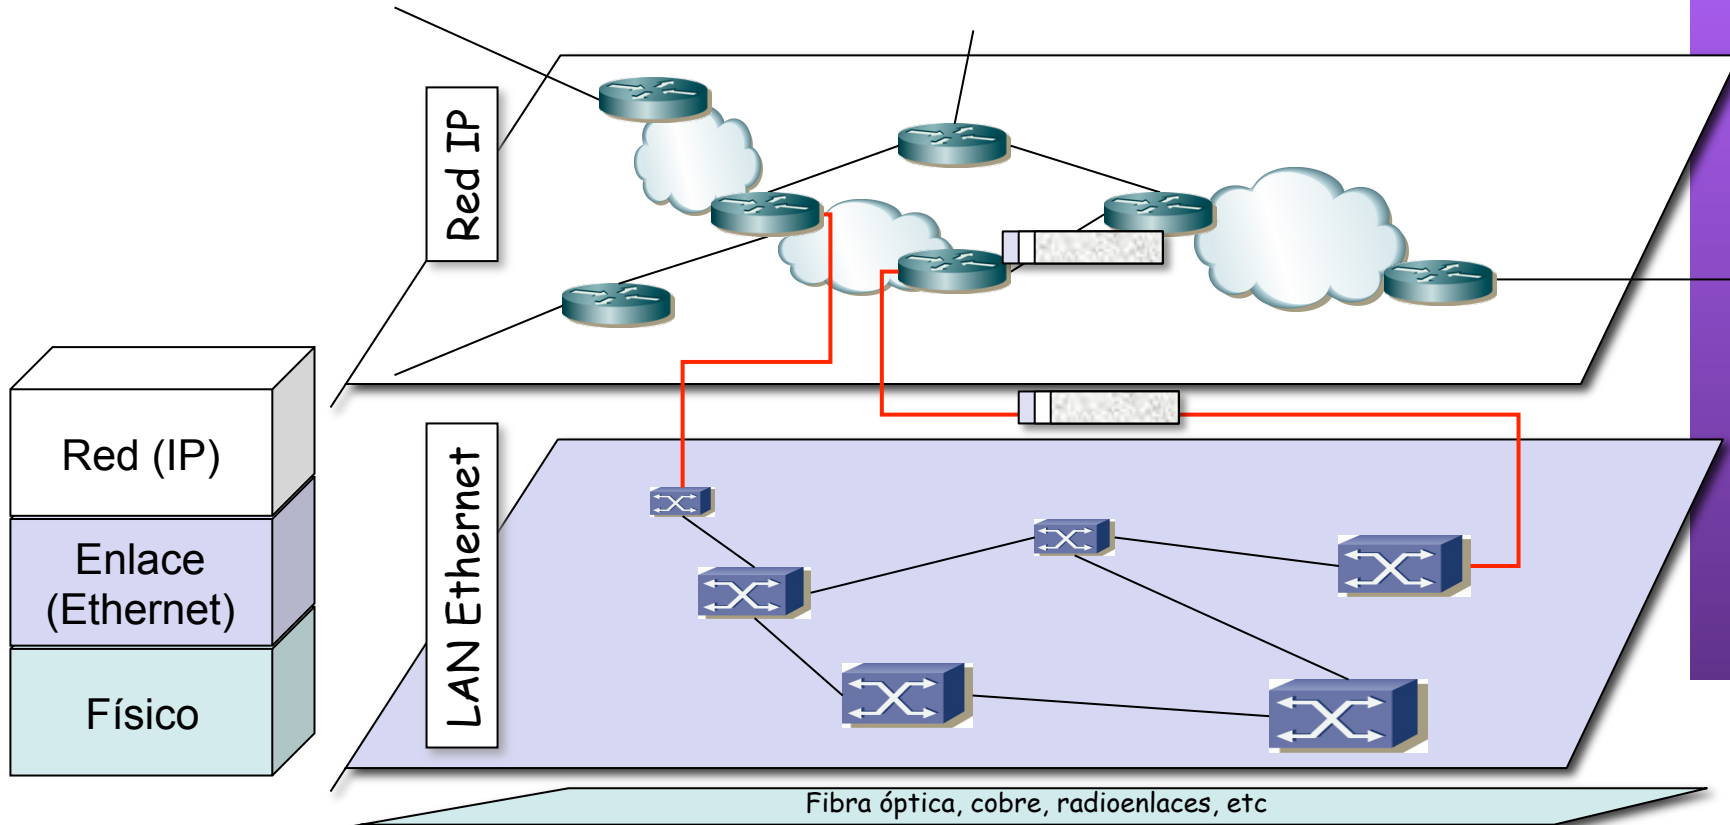 Red IP
Red (IP)
Enlace
(Ethernet)
Físico
LAN Ethernet
Fibra óptica, cobre, radioenlaces, etc